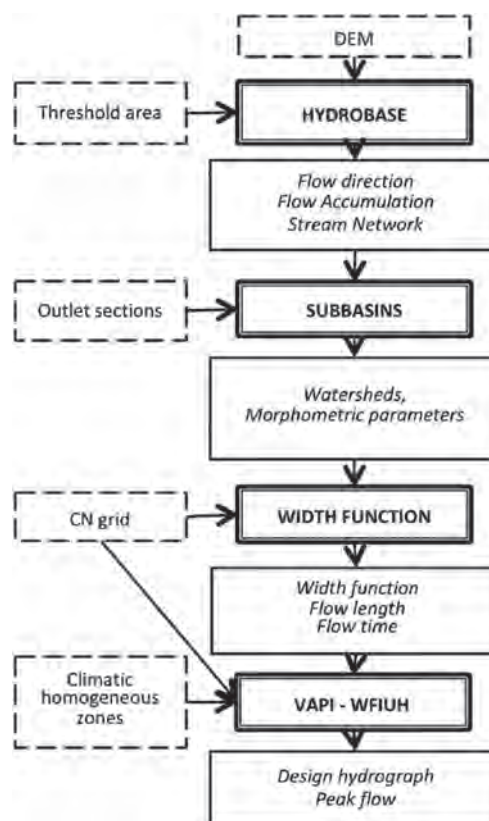 DEM
Threshold area
HYDROBASE
Flow direction
Flow Accumulation
Stream Network
Outlet sections
SUBBASINS
Watersheds,
Morphometric parameters
CN grid
WIDTH FUNCTION
Width function
Flow length
Flow time
Climatic
homogeneous
zones
VAPI - WFIUH
Design hydrograph
Peak flow